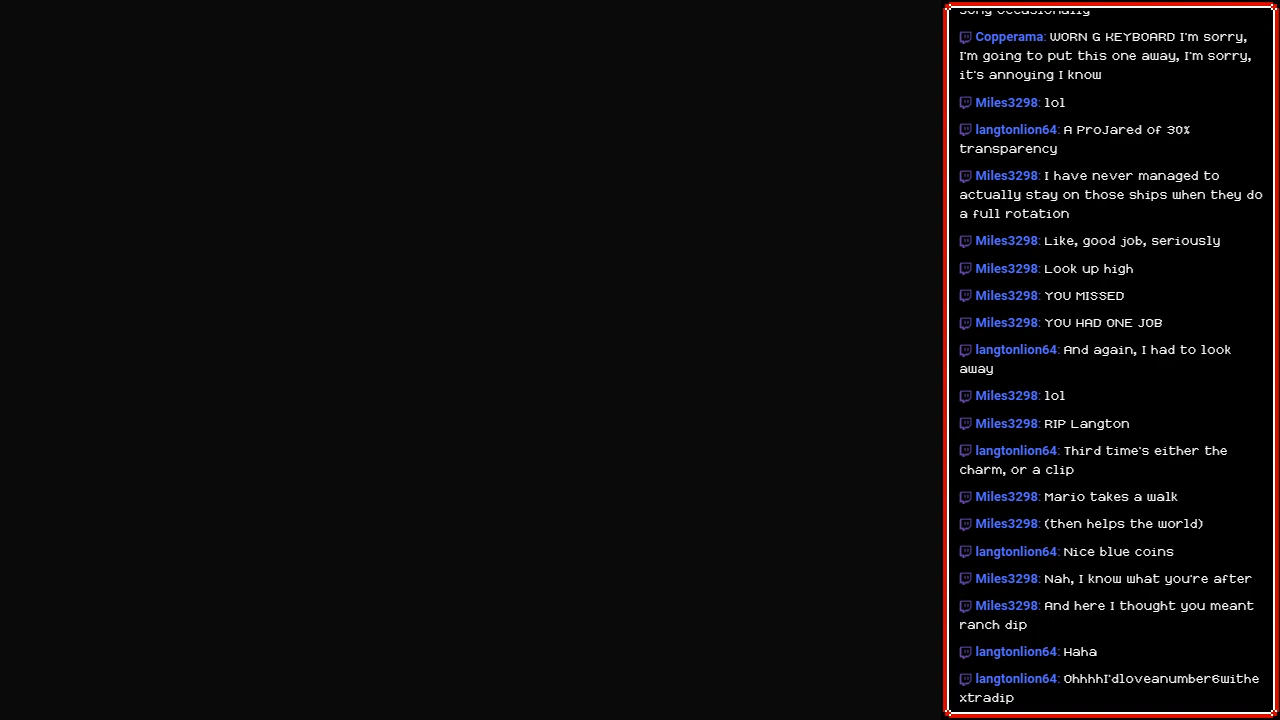 song occasionally
Copperama: WORN G KEYBOARD I'm sorry,
I'm going to put this one away, I'm sorry,
it's annoying I know
Miles3298: lol
langtonlion64: A ProJared of 30%
transparency
Miles3298: I have never managed to
actually stay on those ships when they do
a full rotation
Miles3298: Like, good job, seriously
Miles3298: Look up high
Miles3298: YOU MISSED
Miles3298: YOU HAD ONE JOB
langtonlion64: And again, I had to look
away
Miles3298: lol
Miles3298: RIP Langton
langtonlion64: Third time's either the
charm, or a clip
Miles3298: Mario takes a walk
Miles3298: (then helps the world)
langtonlion64: Nice blue coins
Miles3298: Nah, I know what you're after
Miles3298: And here I thought you meant
ranch dip
langtonlion64: Haha
langtonlion64: OhhhhI'dloveanumber6withe
xtradip